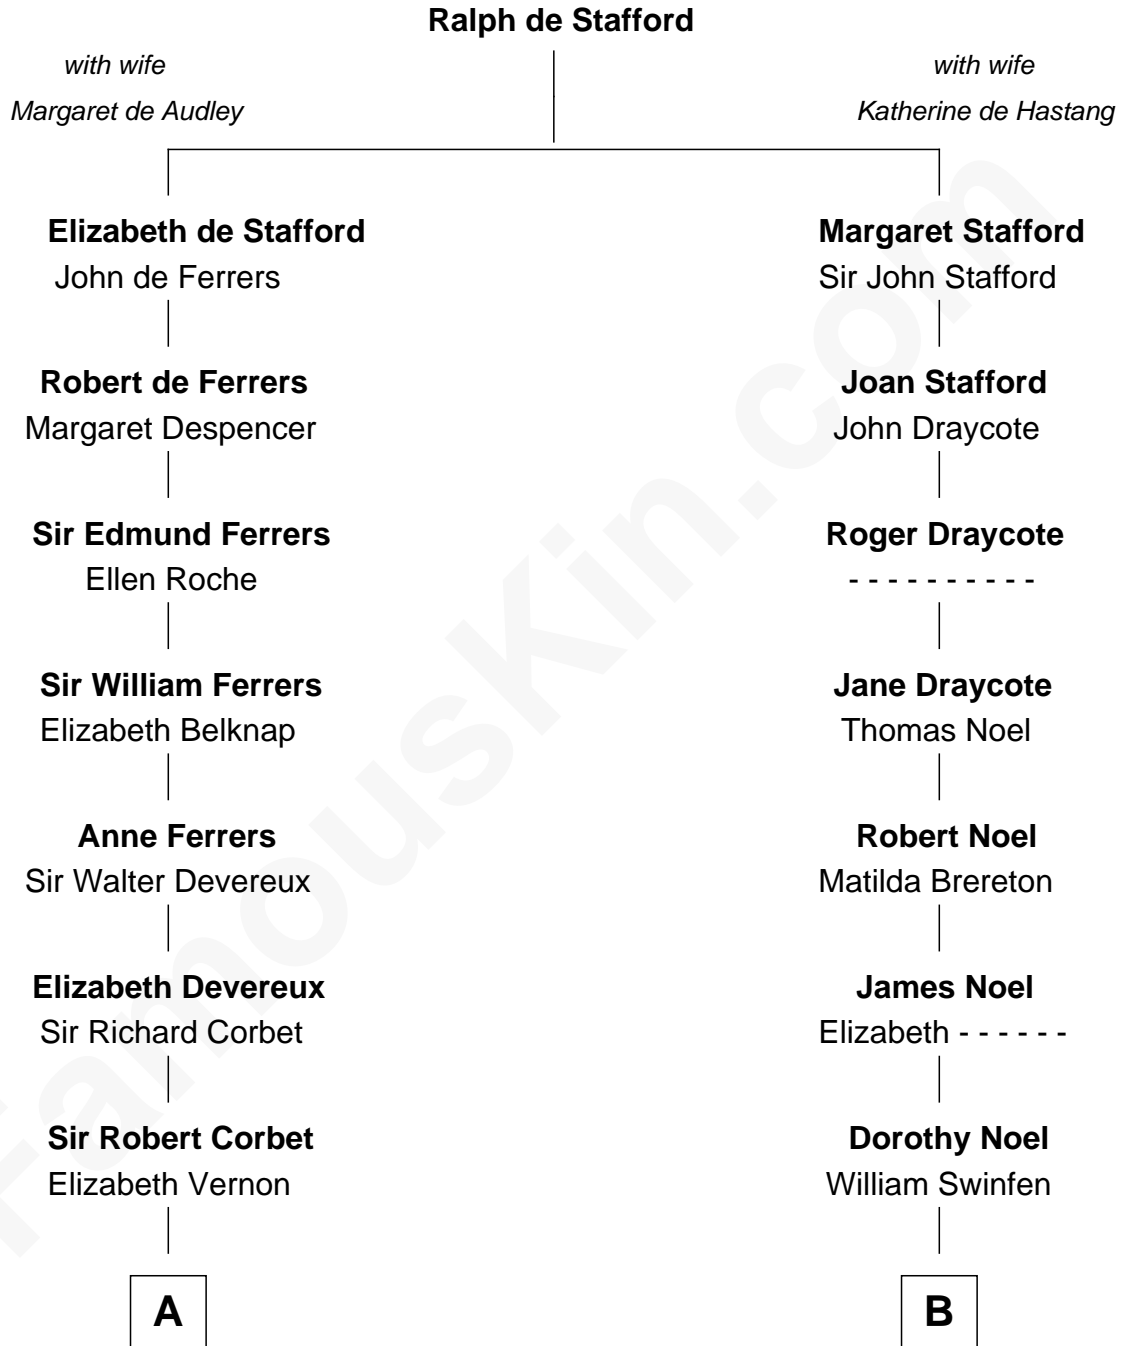 Ralph de Stafford
with wife
Margaret de Audley
with wife
Katherine de Hastang
Elizabeth de Stafford
John de Ferrers
Margaret Stafford
Sir John Stafford
Robert de Ferrers
Margaret Despencer
Joan Stafford
John Draycote
Sir Edmund Ferrers
Ellen Roche
Roger Draycote
- - - - - - - - - -
Sir William Ferrers
Elizabeth Belknap
Jane Draycote
Thomas Noel
Anne Ferrers
Sir Walter Devereux
Robert Noel
Matilda Brereton
Elizabeth Devereux
Sir Richard Corbet
James Noel
Elizabeth - - - - - -
Sir Robert Corbet
Elizabeth Vernon
Dorothy Noel
William Swinfen
A
B
FamousKin.com